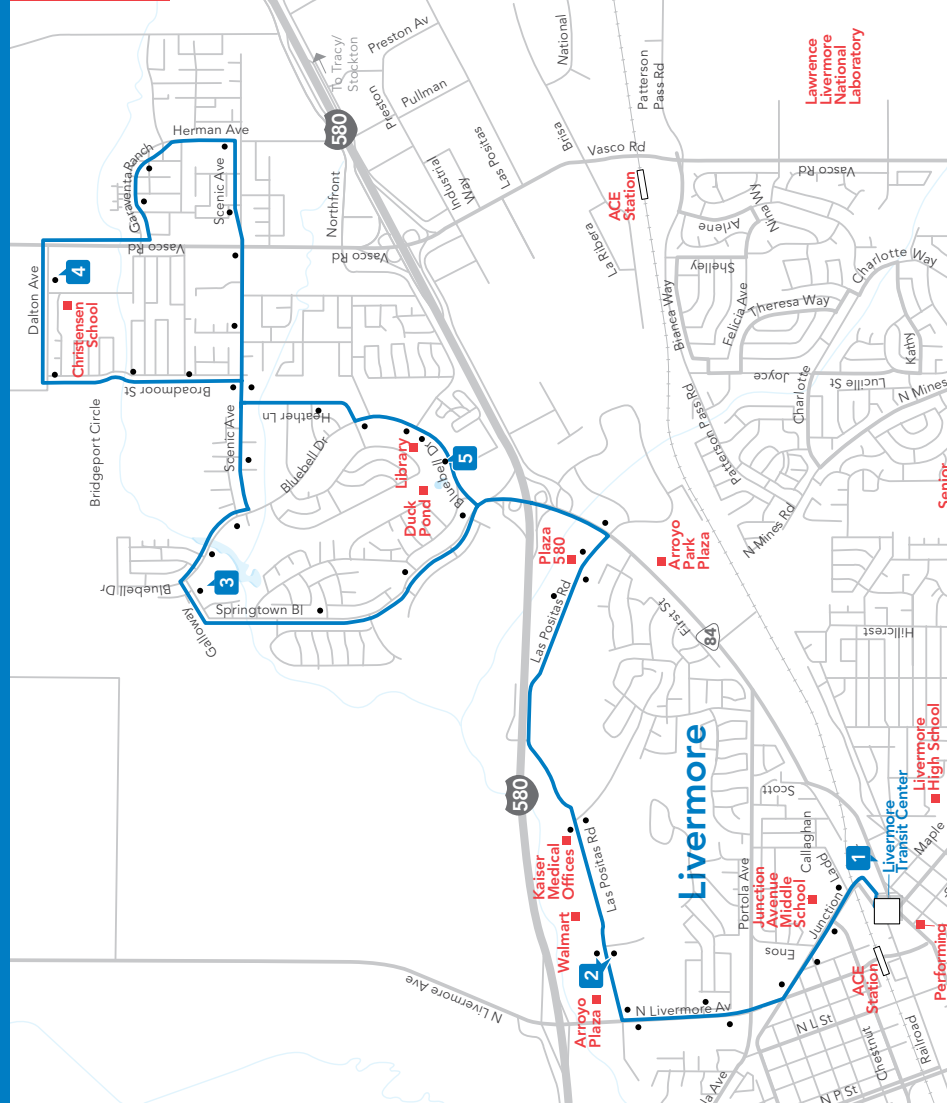 Preston Av
National
To Tracy/
Stockton
Preston
Pullman
Patterson
Pass Rd
Lawrence
Livermore
National
Laboratory
580
Herman Ave
Garaventa Ranch
Scenic Ave
Industrial
Way
Las Positas
Brisa
Vasco Rd
Vasco Rd
Northfront
ACE
Station
Arlene
Nina Wy
Vasco Rd
Vasco Rd
La Ribera
Shelley
Charlotte Way
4
Dalton Ave
Christensen
School
Bianca Way
Felicia Ave
Theresa Way
Kathy
Broadmoor St
Joyce
Lucille St
Charlotte
N Mines
Bridgeport Circle
Scenic Ave
Heather Ln
Bluebell Dr
Library
5
Bluebell Dr
Duck
Pond
Patterson Pass Rd
N Mines Rd
Senior
Plaza
580
Arroyo
Park
Plaza
3
Bluebell Dr
Galloway
Springtown Bl
Las Positas Rd
First St
84
Hillcrest
Livermore
580
Scott
Livermore
High School
Livermore
Transit Center
Maple
Kaiser
Medical
Offices
Las Positas Rd
Callaghan
Ladd
1
Portola Ave
Junction
Avenue
Middle
School
Junction
Walmart
2
Enos
Performing
ACE
Station
N Livermore Ave
Arroyo
Plaza
N Livermore Av
N L St
Chestnut
Railroad
la Ave
N P St